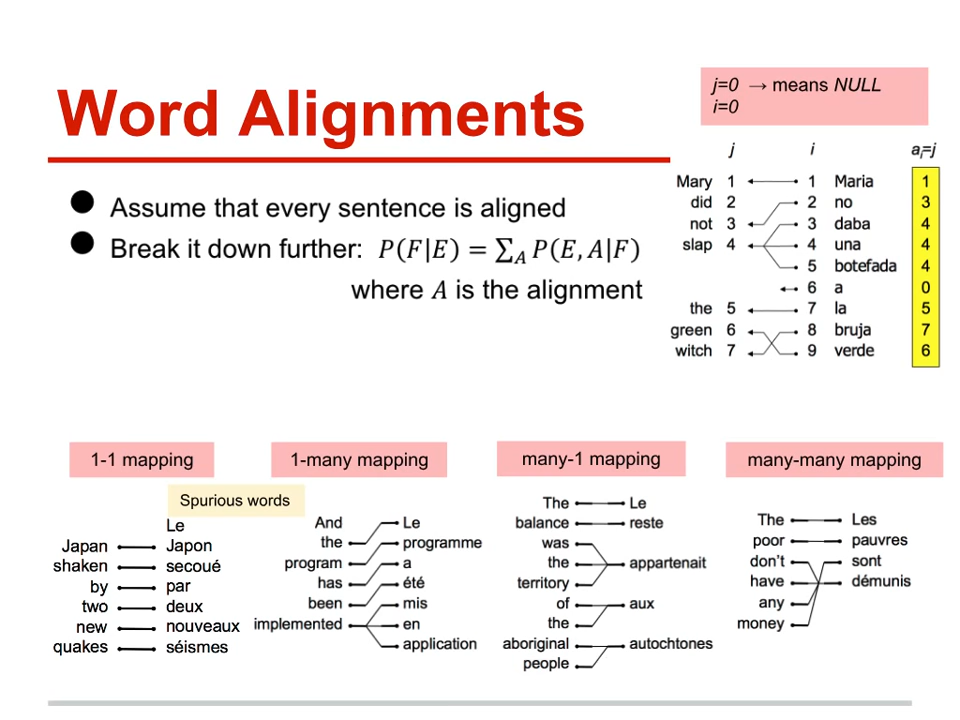 Word Alignments
j=0 → means NULL
i=0
● Assume that every sentence is aligned
● Break it down further: P(F|E) = ∑_A P(E, A|F)
where A is the alignment
j i aᵢ=j
Mary 1 1 Maria 1
did 2 2 no 3
not 3 3 daba 4
slap 4 4 una 4
5 botefada 4
6 a 0
the 5 7 la 5
green 6 8 bruja 7
witch 7 9 verde 6
1-1 mapping
Spurious words
Le
Japan Japon
shaken secoué
by par
two deux
new nouveaux
quakes séismes
1-many mapping
And Le
the programme
program a
has été
been mis
implemented en
application
many-1 mapping
The Le
balance reste
was
the appartenait
territory
of aux
the
aboriginal autochtones
people
many-many mapping
The Les
poor pauvres
don't sont
have démunis
any
money